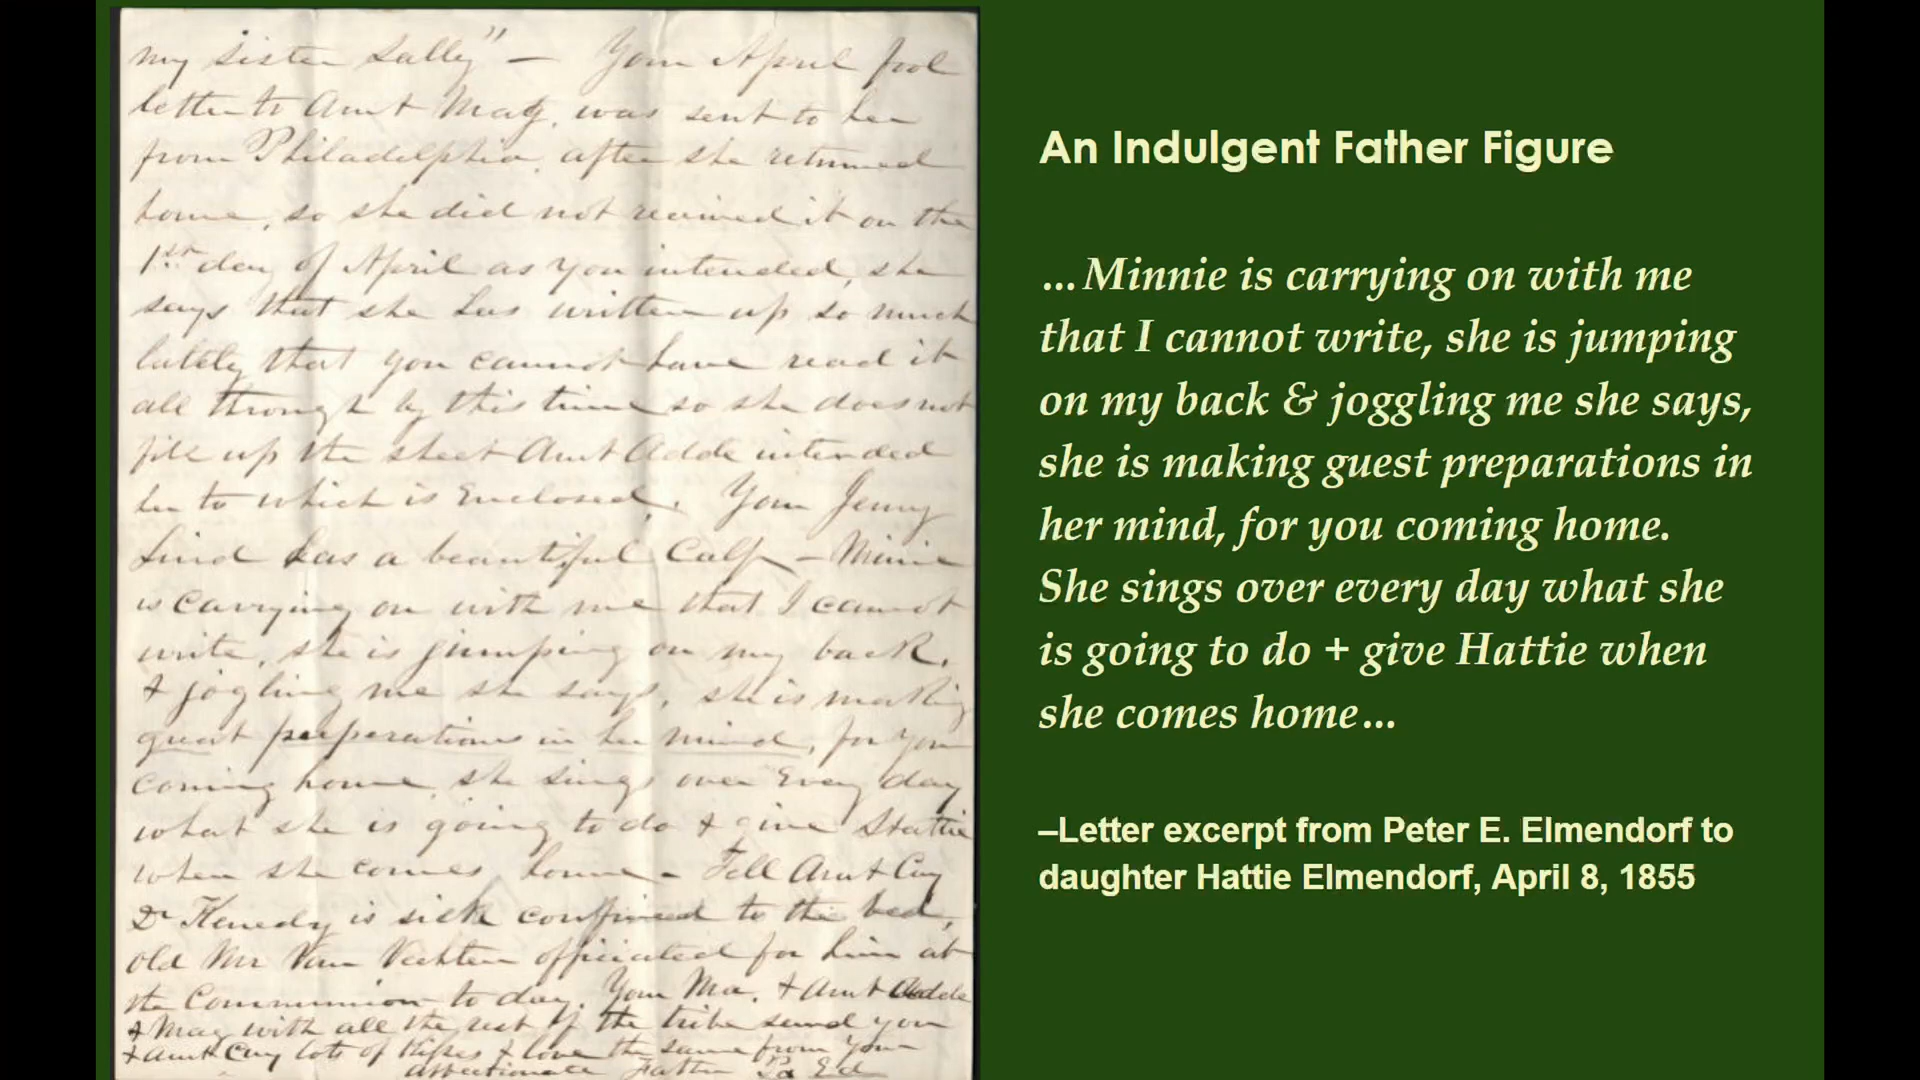 my sister Sally" — Your April fool
letter to Aunt Mag, was sent to her
from Philadelphia, after she returned
home, so she did not recieved it on the
1st day of April as you intended, she
says that she has written up so much
lately that you cannot have read it
all through by this time so she does not
fill up the sheet Aunt Adde intended
her to which is Enclosed. Your Jenny
Lind has a beautiful Calf — Minnie
is carrying on with me that I cannot
write, she is jumping on my back,
& jogling me she says, she is making
great preperations in her mind, for you
coming home, she sings over Every day
what she is going to do & give Hattie
when she comes home — Tell Aunt Cuy
Dr Kenedy is sick confined to the bed,
old Mr Van Vechten officiated for him at
the Communion to day. Your Ma, & Aunt Adde
& Mag with all the rest of the tribe send you
& Aunt Cuy lots of kisses & love the same from your
affectionate Father Pa Ed
An Indulgent Father Figure
...Minnie is carrying on with me
that I cannot write, she is jumping
on my back & joggling me she says,
she is making guest preparations in
her mind, for you coming home.
She sings over every day what she
is going to do + give Hattie when
she comes home...
–Letter excerpt from Peter E. Elmendorf to
daughter Hattie Elmendorf, April 8, 1855